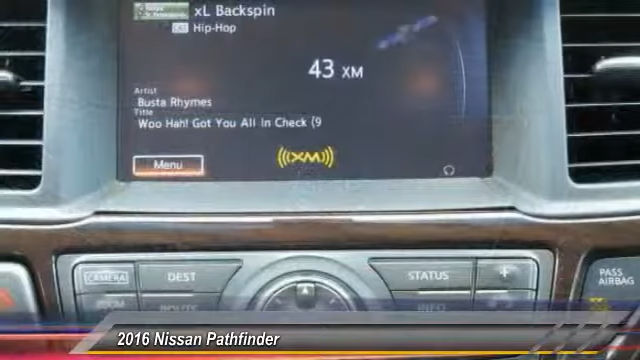 xL Backspin
Hip-Hop
43 XM
Artist
Busta Rhymes
Title
Woo Hah! Got You All In Check (9
Menu
((XM))
CAMERA
DEST
STATUS
PASS
AIRBAG
2016 Nissan Pathfinder